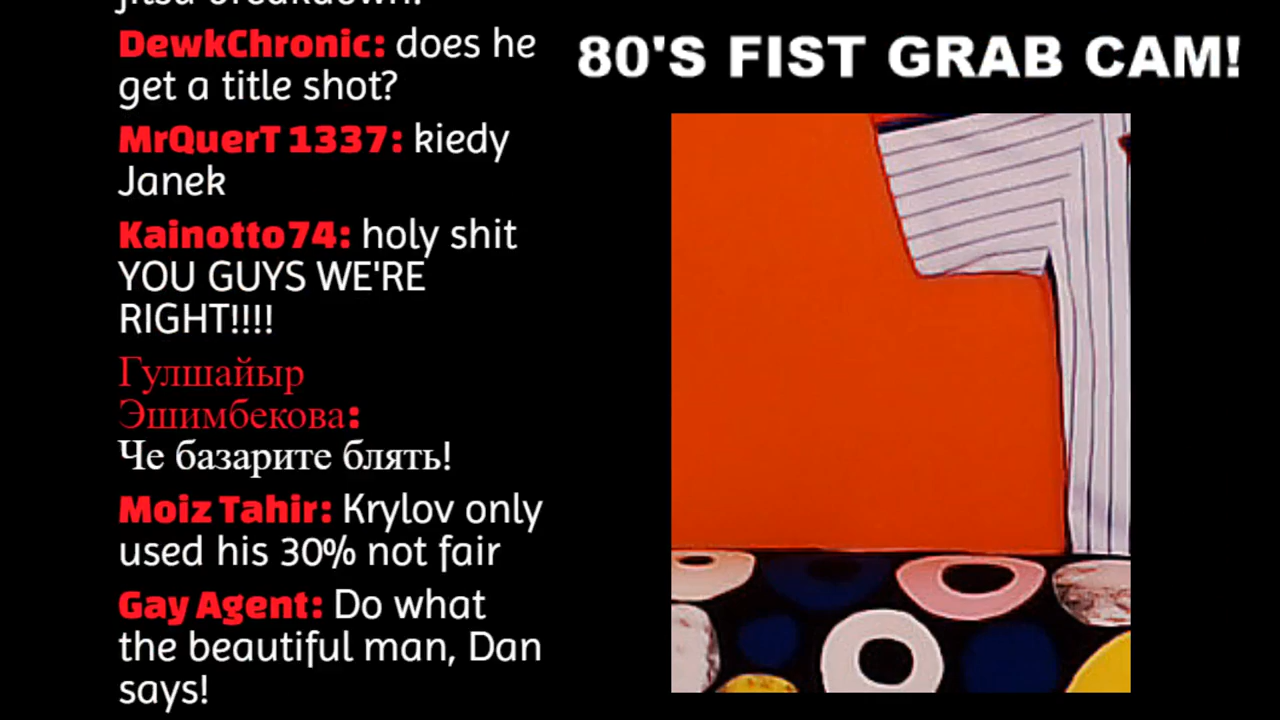 jitsu breakdown!
DewkChronic: does he
get a title shot?
MrQuerT 1337: kiedy
Janek
Kainotto74: holy shit
YOU GUYS WE'RE
RIGHT!!!!
Гулшайыр
Эшимбекова:
Че базарите блять!
Moiz Tahir: Krylov only
used his 30% not fair
Gay Agent: Do what
the beautiful man, Dan
says!
80'S FIST GRAB CAM!